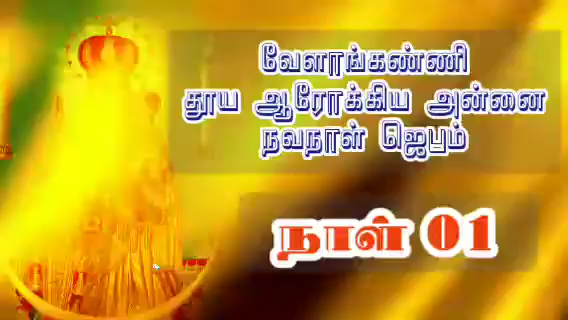 வேளாங்கண்ணி
தூய ஆரோக்கிய அன்னை
நவநாள் ஜெபம்
நாள் 01